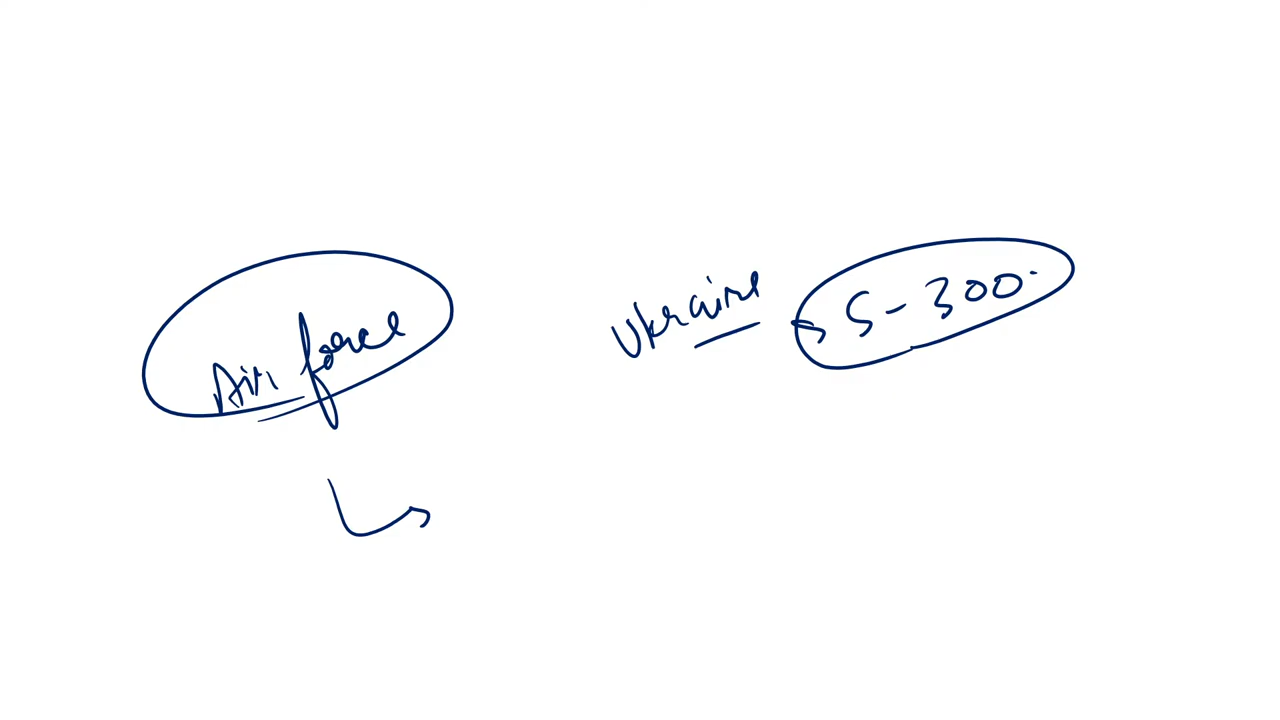 Air force
Ukraine → S-300